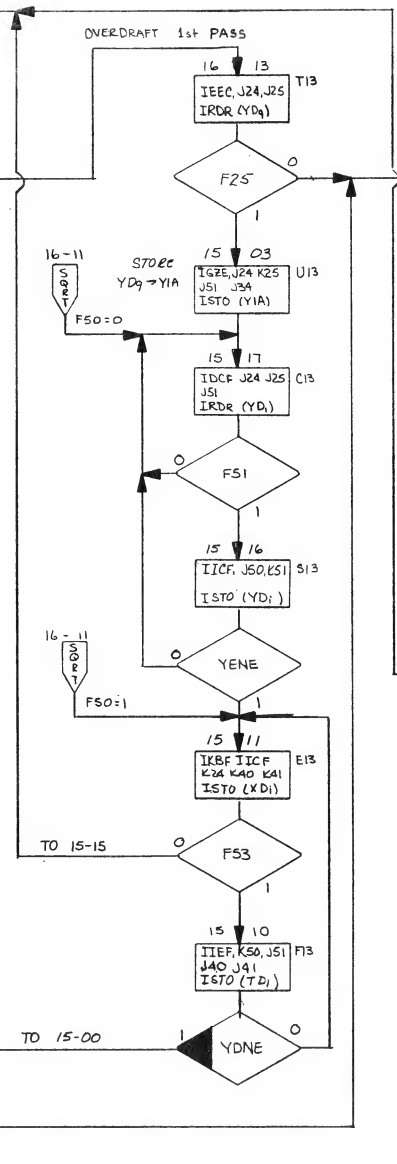 OVERDRAFT 1st PASS
16 13
T13
IEEC, J24, J25
IRDR (YD9)
F25
0
1
15 03
16-11
STORE
YD9 → Y1A
SQRT
U13
IGZE, J24 K25
J51 J34
ISTO (Y1A)
F50=0
15 17
C13
IDCF J24 J25
J51
IRDR (YDi)
0
F51
1
15 16
S13
IICF, J50, K51
ISTO (YDi)
16-11
SQRT
0
YENE
1
F50=1
15 11
E13
IKBF IICF
K24 K40 K41
ISTO (XDi)
TO 15-15
0
F53
1
15 10
F13
IIEF, K50, J51
J40 J41
ISTO (TDi)
TO 15-00
1
YDNE
0